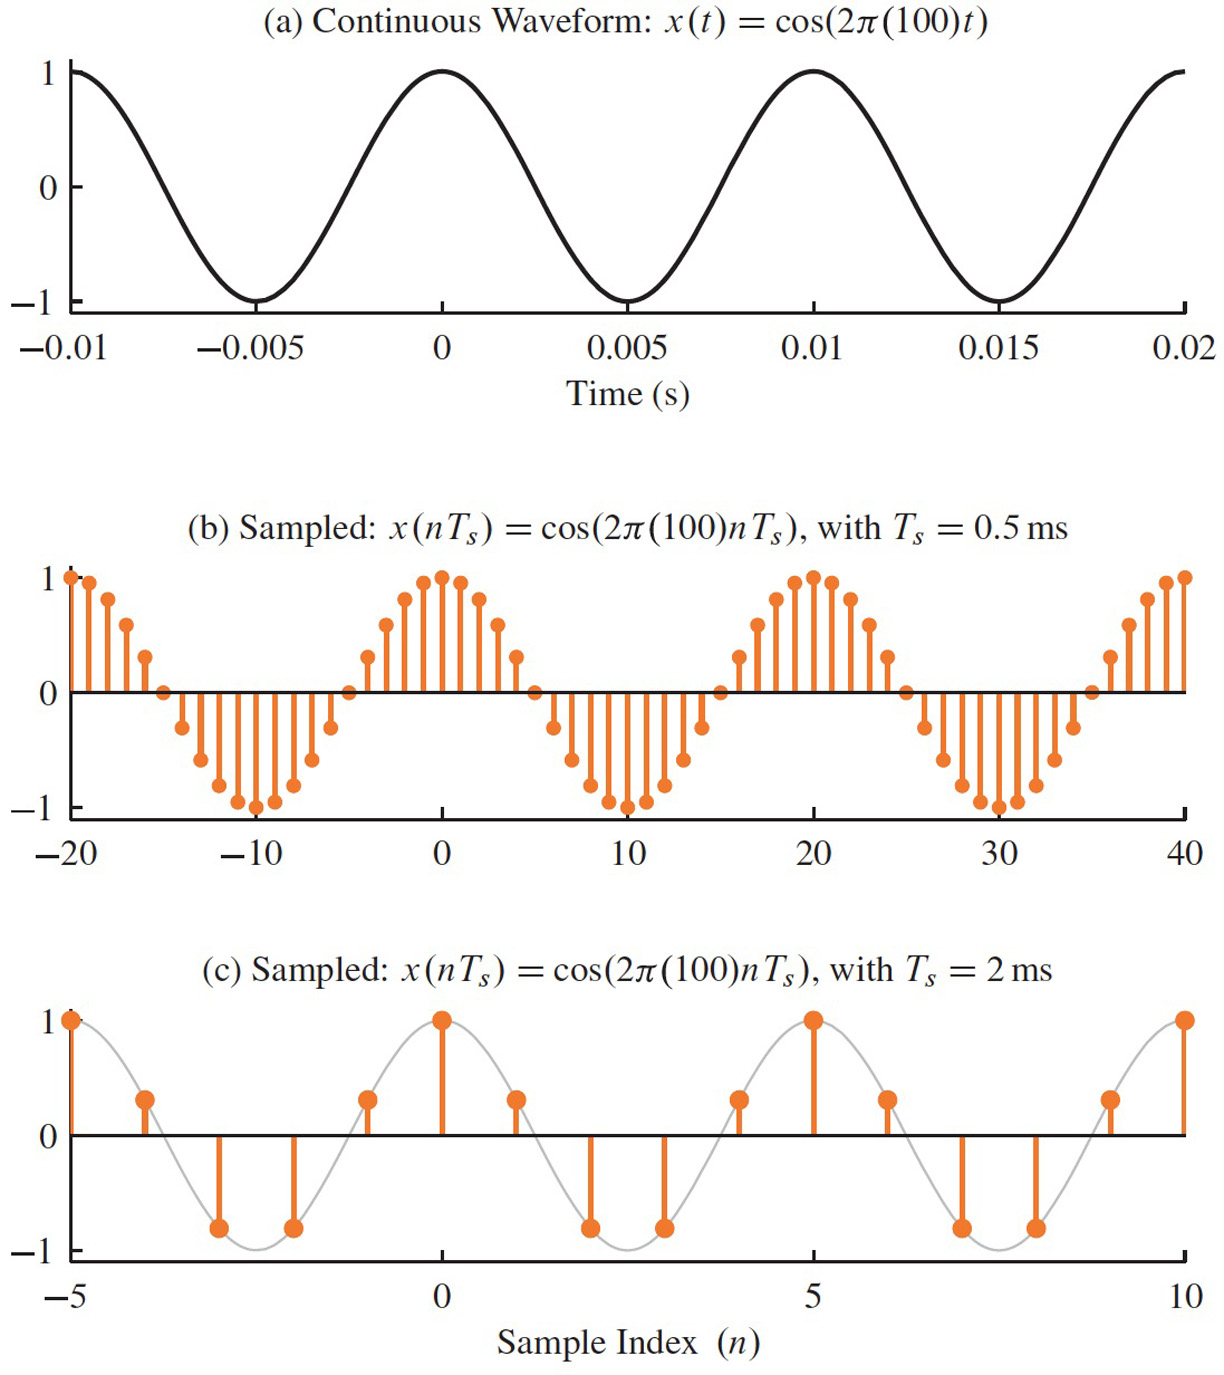 (a) Continuous Waveform: x(t) = cos(2π(100)t)
1
0
−1
−0.01 −0.005 0 0.005 0.01 0.015 0.02
Time (s)
(b) Sampled: x(nTₛ) = cos(2π(100)nTₛ), with Tₛ = 0.5 ms
1
0
−1
−20 −10 0 10 20 30 40
(c) Sampled: x(nTₛ) = cos(2π(100)nTₛ), with Tₛ = 2 ms
1
0
−1
−5 0 5 10
Sample Index (n)